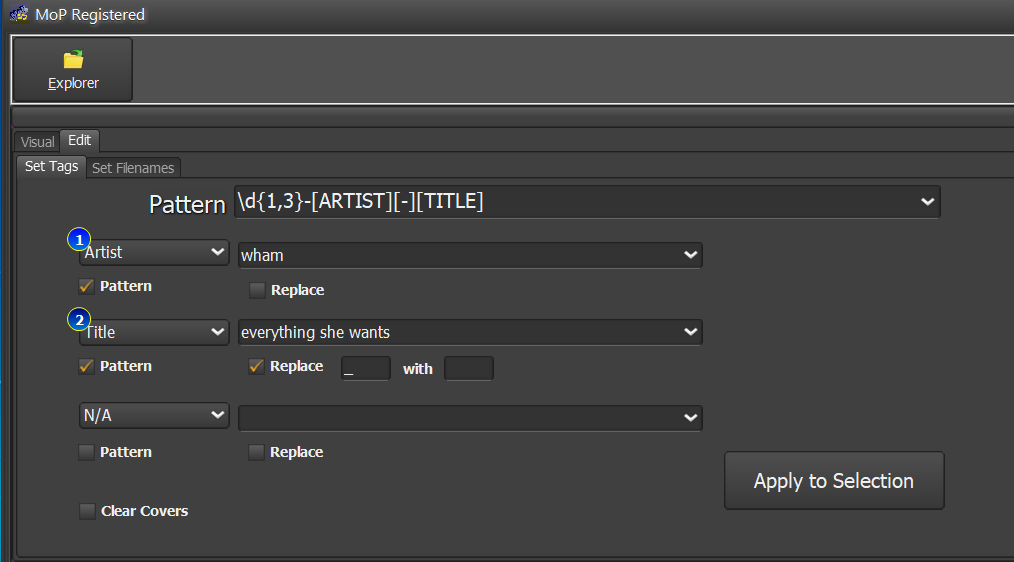 MoP Registered
Explorer
Visual Edit
Set Tags Set Filenames
Pattern \d{1,3}-[ARTIST][-][TITLE]
1
Artist wham
Pattern Replace
2
Title everything she wants
Pattern Replace _ with
N/A
Pattern Replace
Apply to Selection
Clear Covers